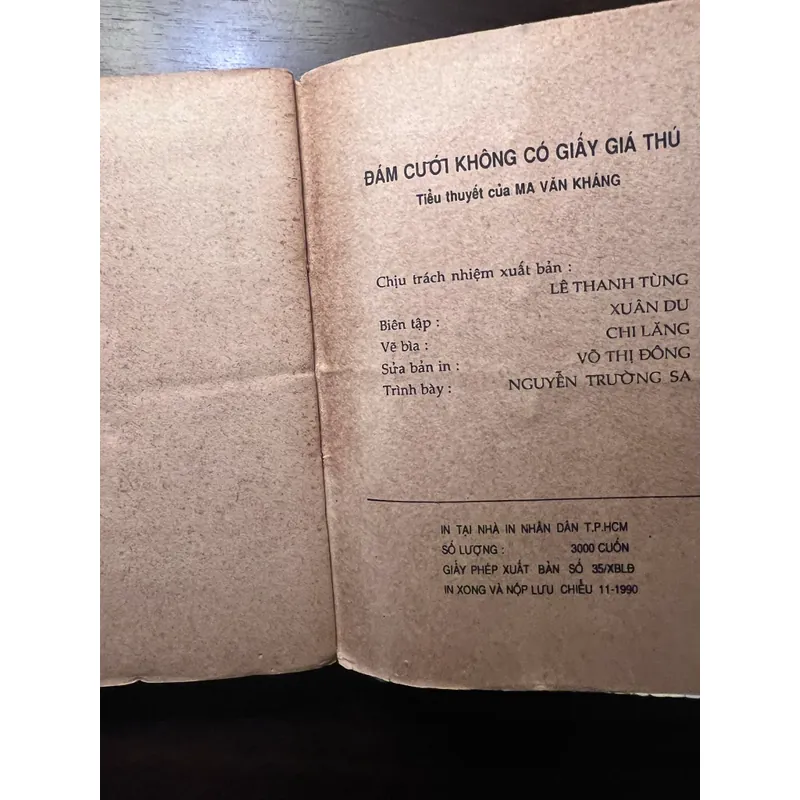 ĐÁM CƯỚI KHÔNG CÓ GIẤY GIÁ THÚ
Tiểu thuyết của MA VĂN KHÁNG
Chịu trách nhiệm xuất bản :
LÊ THANH TÙNG
Biên tập : XUÂN DU
Vẽ bìa : CHI LĂNG
Sửa bản in : VÕ THỊ ĐÔNG
Trình bày : NGUYỄN TRƯỜNG SA
IN TẠI NHÀ IN NHÂN DÂN T.P.HCM
SỐ LƯỢNG : 3000 CUỐN
GIẤY PHÉP XUẤT BẢN SỐ 35/XBLĐ
IN XONG VÀ NỘP LƯU CHIỂU 11-1990